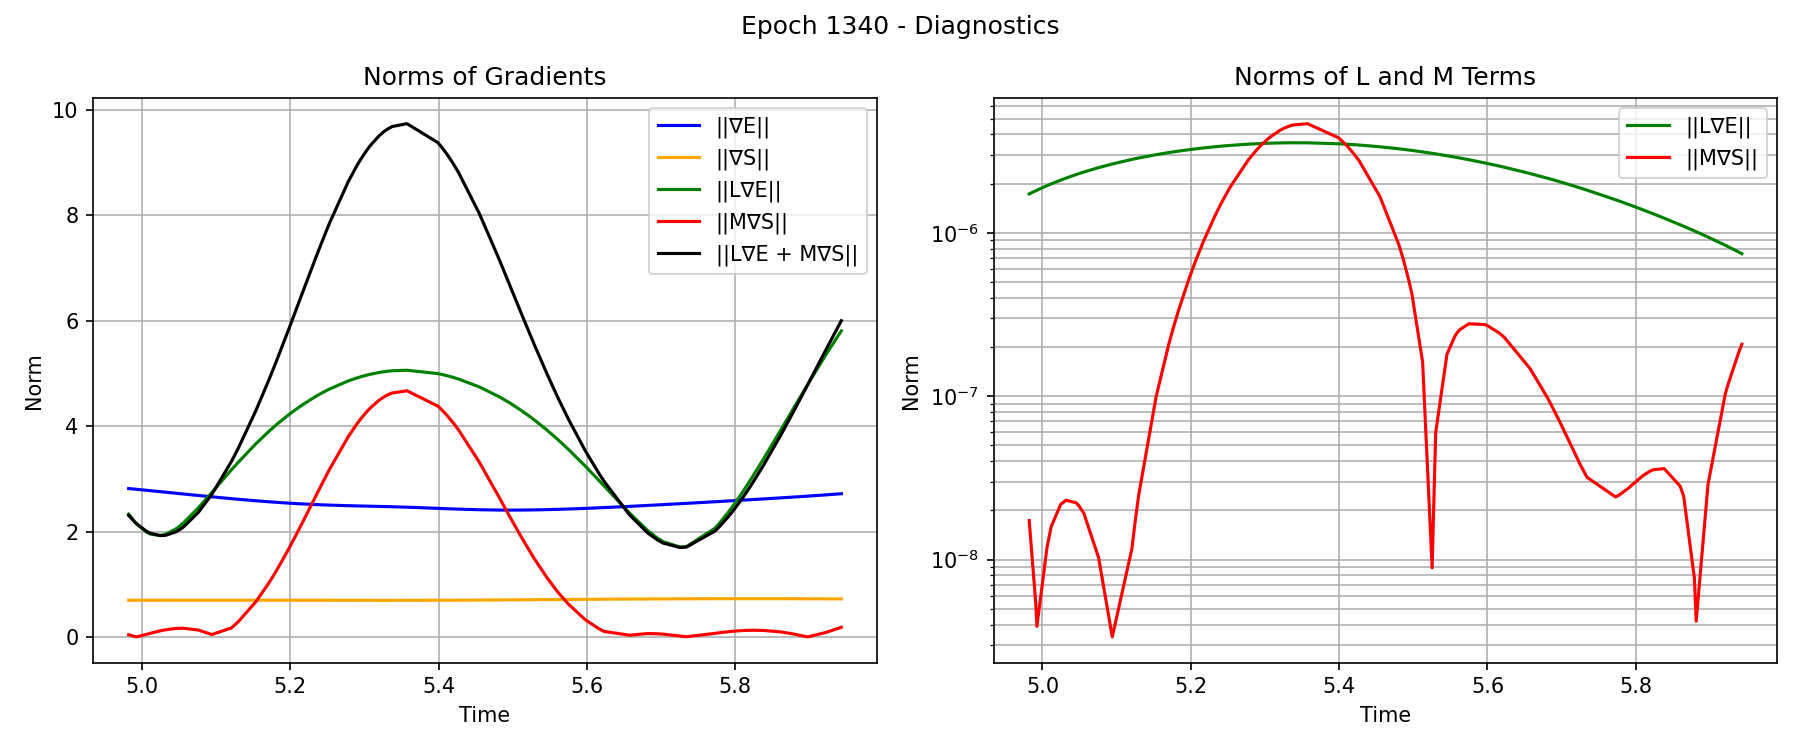 Epoch 1340 - Diagnostics
Norms of Gradients
10
8
6
4
2
0
Norm
5.0 5.2 5.4 5.6 5.8
Time
||∇E||
||∇S||
||L∇E||
||M∇S||
||L∇E + M∇S||
Norms of L and M Terms
10⁻⁶
10⁻⁷
10⁻⁸
Norm
5.0 5.2 5.4 5.6 5.8
Time
||L∇E||
||M∇S||